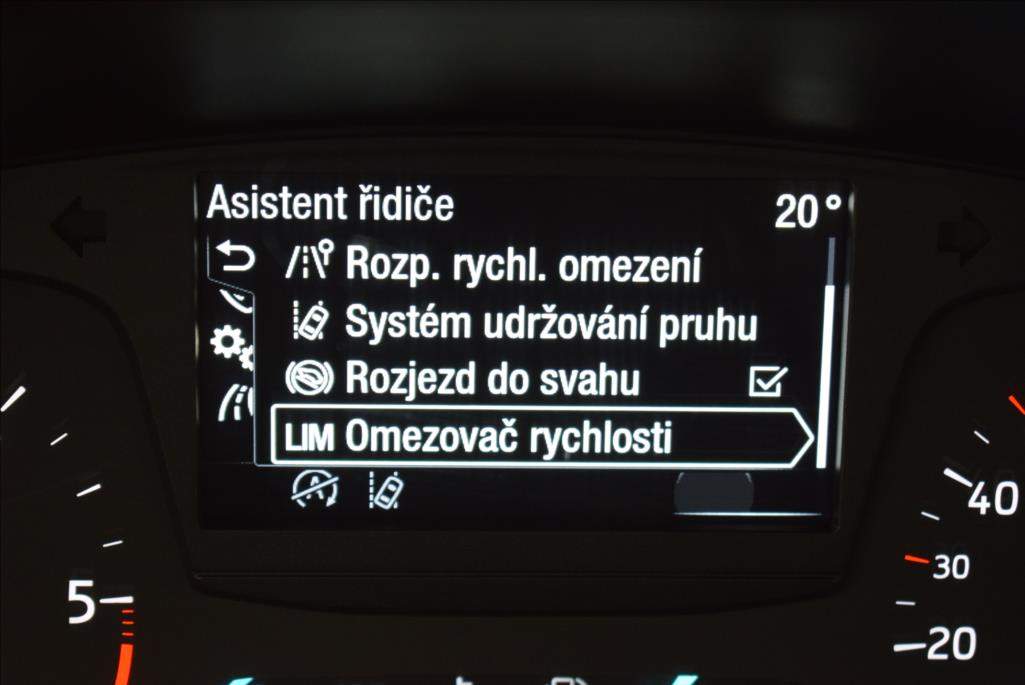 Asistent řidiče 20°
Rozp. rychl. omezení
Systém udržování pruhu
Rozjezd do svahu
LIM Omezovač rychlosti
A
40
30
5
20